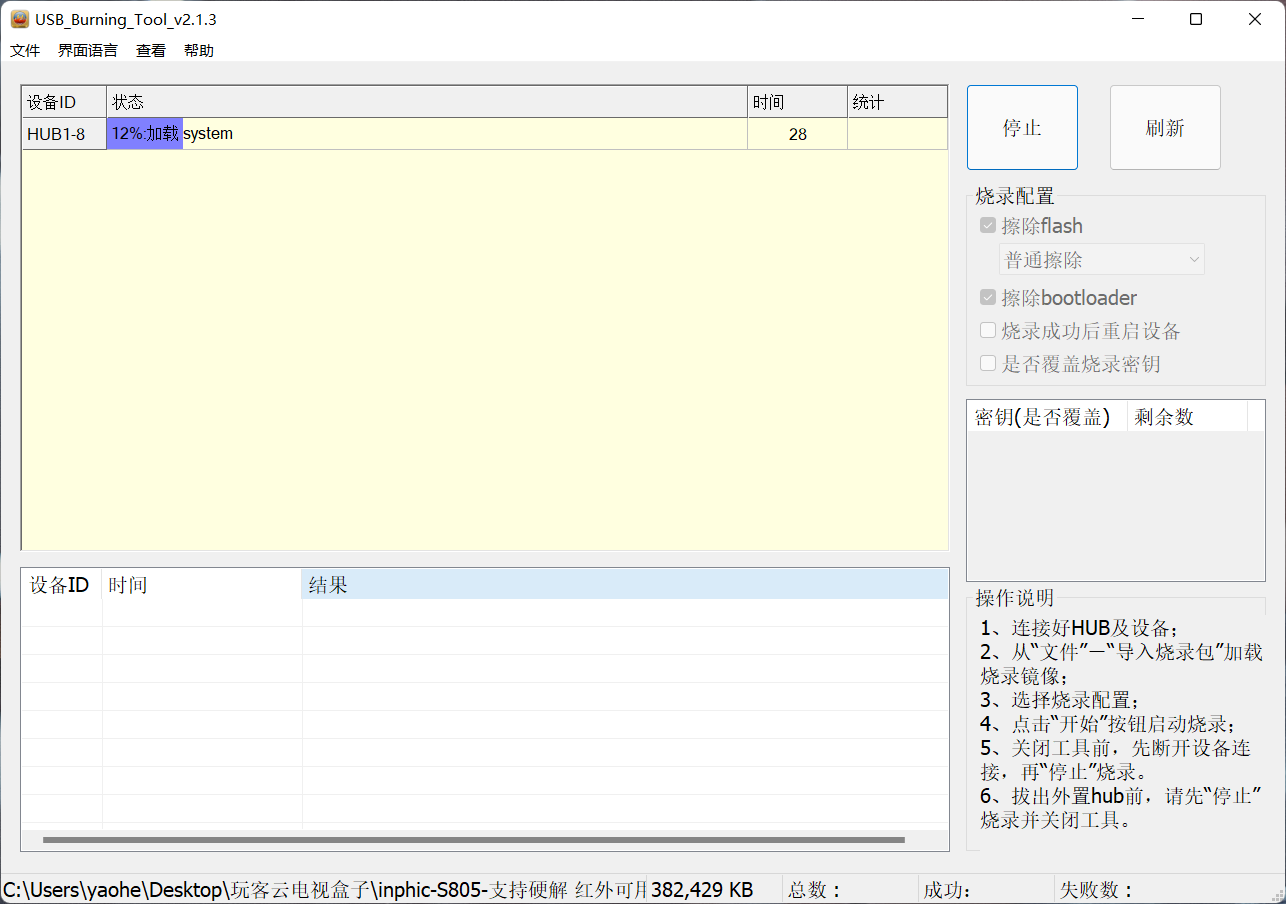 USB_Burning_Tool_v2.1.3
文件 界面语言 查看 帮助
设备ID 状态 时间 统计
HUB1-8 12%:加载system 28
停止 刷新
烧录配置
擦除flash
普通擦除
擦除bootloader
烧录成功后重启设备
是否覆盖烧录密钥
密钥(是否覆盖) 剩余数
设备ID 时间 结果
操作说明
1、连接好HUB及设备;
2、从“文件”—“导入烧录包”加载
烧录镜像;
3、选择烧录配置;
4、点击“开始”按钮启动烧录;
5、关闭工具前，先断开设备连
接，再“停止”烧录。
6、拔出外置hub前，请先“停止”
烧录并关闭工具。
C:\Users\yaohe\Desktop\玩客云电视盒子\inphic-S805-支持硬解 红外可用 382,429 KB 总数： 成功: 失败数：